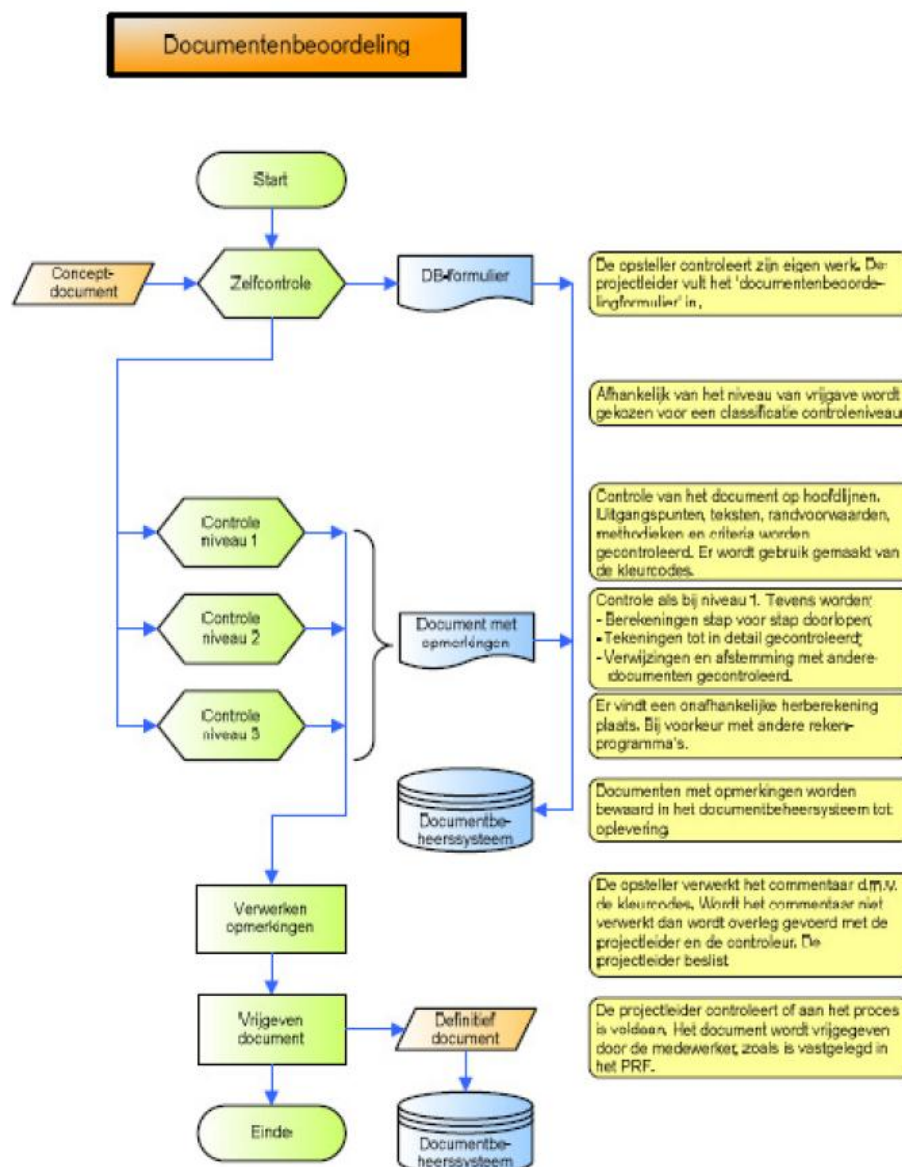 Documentenbeoordeling
Start
Concept-
document
Zelfcontrole
DB-formulier
De opsteller controleert zijn eigen werk. De
projectleider vult het 'documentenbeoorde-
lingformulier' in.
Afhankelijk van het niveau van vrijgave wordt
gekozen voor een classificatie controleniveau
Controle
niveau 1
Controle van het document op hoofdlijnen.
Uitgangspunten, teksten, randvoorwaarden,
methodieken en criteria worden
gecontroleerd. Er wordt gebruik gemaakt van
de kleurcodes.
Controle
niveau 2
Document met
opmerkingen
Controle als bij niveau 1. Tevens worden:
- Berekeningen stap voor stap doorlopen;
- Tekeningen tot in detail gecontroleerd;
- Verwijzingen en afstemming met andere
documenten gecontroleerd.
Controle
niveau 3
Er vindt een onafhankelijke herberekening
plaats. Bij voorkeur met andere reken-
programma's.
Documentbe-
heerssysteem
Documenten met opmerkingen worden
bewaard in het documentbeheersysteem tot
oplevering.
Verwerken
opmerkingen
De opsteller verwerkt het commentaar d.m.v.
de kleurcodes. Wordt het commentaar niet
verwerkt dan wordt overleg gevoerd met de
projectleider en de controleur. De
projectleider beslist
Vrijgeven
document
Definitief
document
De projectleider controleert of aan het proces
is voldaan. Het document wordt vrijgegeven
door de medewerker, zoals is vastgelegd in
het PRF.
Einde
Documentbe-
heerssysteem